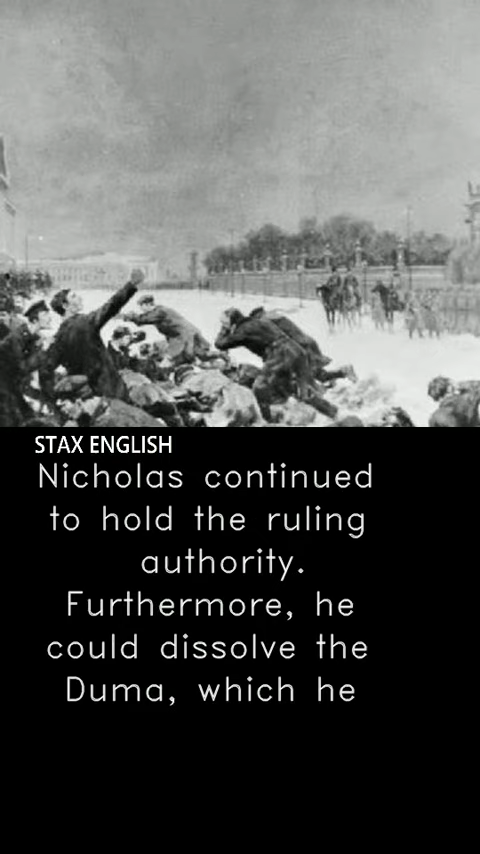 STAX ENGLISH
Nicholas continued
to hold the ruling
authority.
Furthermore, he
could dissolve the
Duma, which he